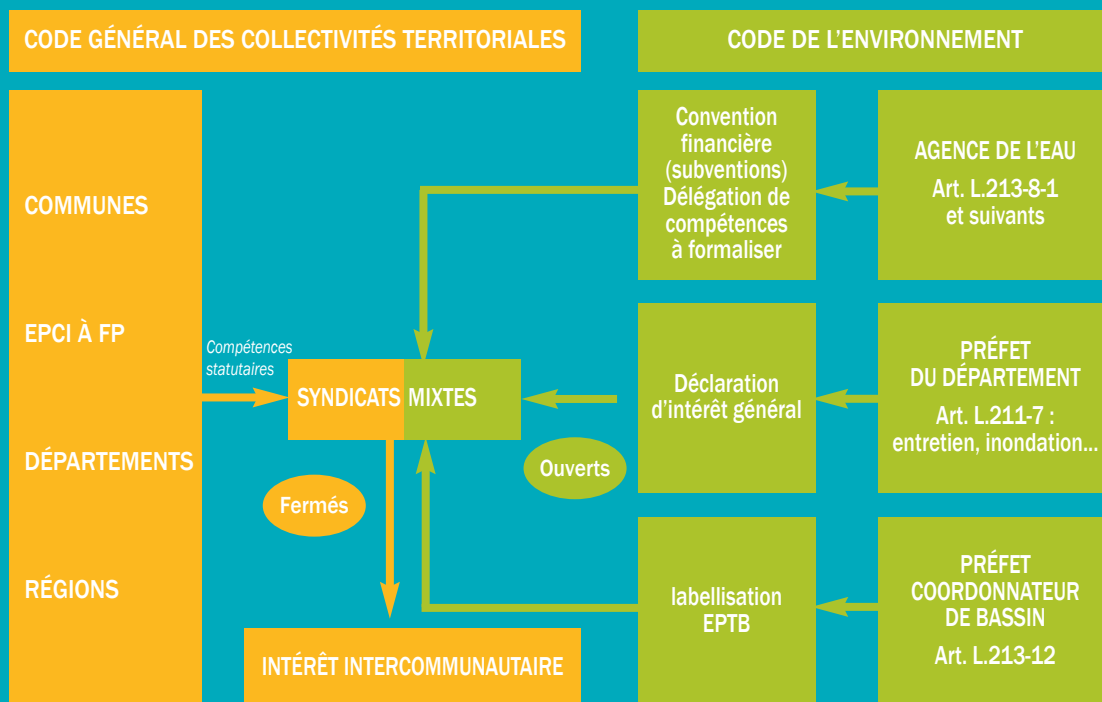 CODE GÉNÉRAL DES COLLECTIVITÉS TERRITORIALES
CODE DE L'ENVIRONNEMENT
COMMUNES
EPCI À FP
DÉPARTEMENTS
RÉGIONS
Compétences
statutaires
SYNDICATS MIXTES
Fermés
Ouverts
INTÉRÊT INTERCOMMUNAUTAIRE
Convention
financière
(subventions)
Délégation de
compétences
à formaliser
AGENCE DE L'EAU
Art. L.213-8-1
et suivants
Déclaration
d'intérêt général
PRÉFET
DU DÉPARTEMENT
Art. L.211-7 :
entretien, inondation...
labellisation
EPTB
PRÉFET
COORDONNATEUR
DE BASSIN
Art. L.213-12